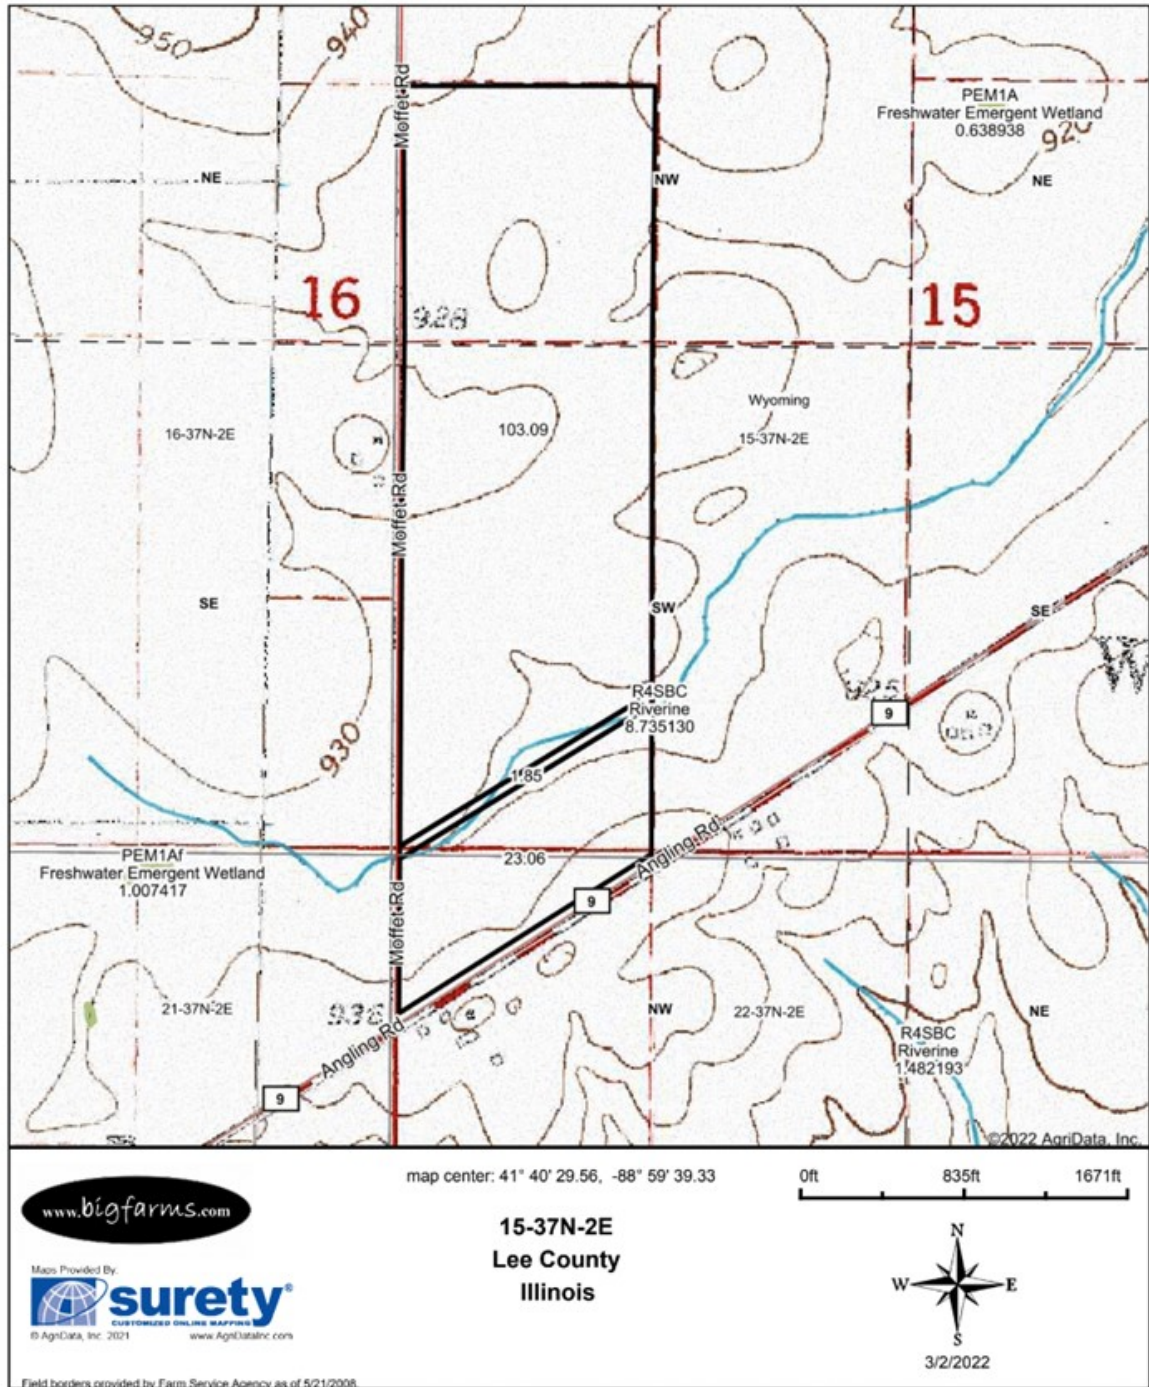 950
940
Moffet Rd
PEM1A
Freshwater Emergent Wetland
0.638938
920
NE
NW
NE
16
928
15
Wyoming
16-37N-2E
103.09
15-37N-2E
Moffet Rd
SE
SW
SE
R4SBC
Riverine
8.735130
9
930
1.85
PEM1Af
Freshwater Emergent Wetland
1.007417
23.06
Angling Rd
9
Moffet Rd
21-37N-2E
NW
22-37N-2E
NE
Angling Rd
R4SBC
Riverine
1.482193
9
©2022 AgriData, Inc.
map center: 41° 40' 29.56, -88° 59' 39.33
0ft 835ft 1671ft
www.bigfarms.com
15-37N-2E
Lee County
Illinois
N
W E
S
Maps Provided By:
surety®
CUSTOMIZED ONLINE MAPPING
© AgriData, Inc. 2021 www.AgriDataInc.com
3/2/2022
Field borders provided by Farm Service Agency as of 5/21/2008.